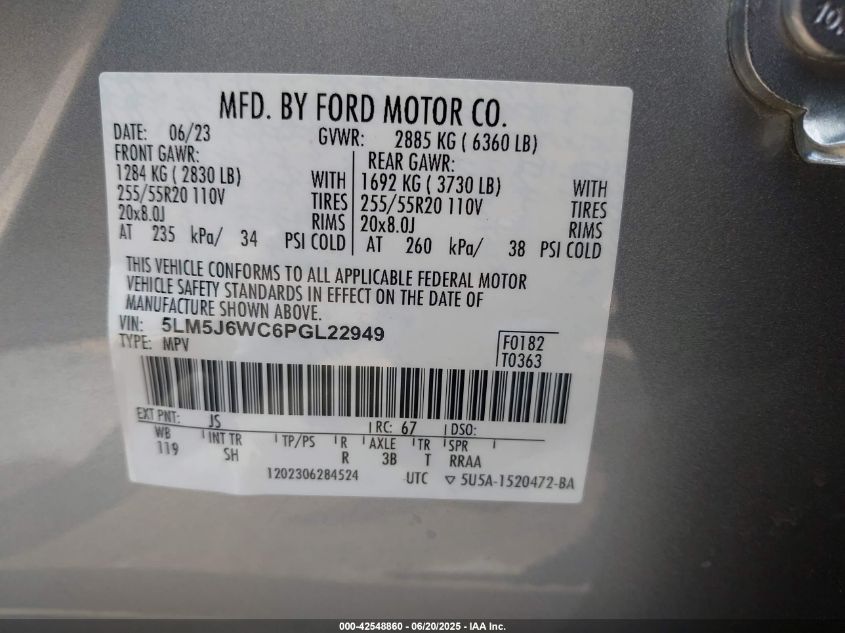 10.
MFD. BY FORD MOTOR CO.
DATE: 06/23 GVWR: 2885 KG ( 6360 LB)
FRONT GAWR: REAR GAWR:
1284 KG ( 2830 LB) WITH 1692 KG ( 3730 LB) WITH
255/55R20 110V TIRES 255/55R20 110V TIRES
20x8.0J RIMS 20x8.0J RIMS
AT 235 kPa/ 34 PSI COLD AT 260 kPa/ 38 PSI COLD
THIS VEHICLE CONFORMS TO ALL APPLICABLE FEDERAL MOTOR
VEHICLE SAFETY STANDARDS IN EFFECT ON THE DATE OF
MANUFACTURE SHOWN ABOVE.
VIN: 5LM5J6WC6PGL22949 F0182
TYPE: MPV T0363
EXT PNT: JS RC: 67 DSO:
WB INT TR TP/PS R AXLE TR SPR
119 SH R 3B T RRAA
1202306284524 UTC ▽ 5U5A-1520472-BA
000-42548860 - 06/20/2025 - IAA Inc.